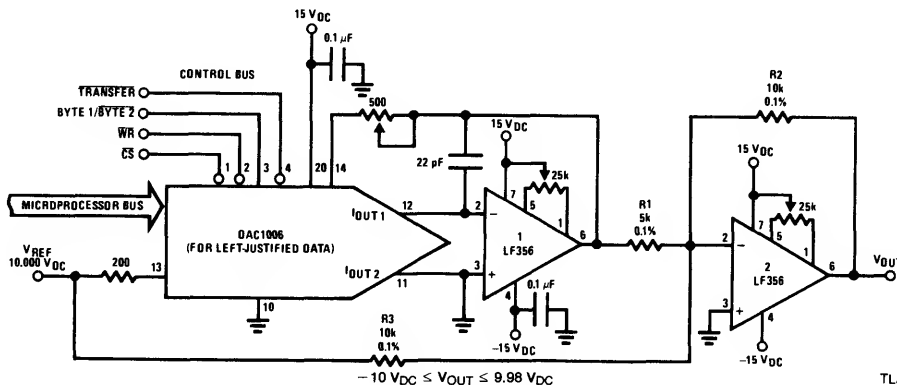 15 VDC
0.1 µF
CONTROL BUS
TRANSFER
BYTE 1/BYTE 2
WR
CS
1
2
3
4
20
14
500
22 pF
15 VDC
25k
7
5
1
R2
10k
0.1%
15 VDC
25k
7
5
1
MICROPROCESSOR BUS
DAC1006
(FOR LEFT-JUSTIFIED DATA)
IOUT1
12
IOUT2
11
2
3
1
LF356
6
4
0.1 µF
-15 VDC
R1
5k
0.1%
2
3
2
LF356
6
4
-15 VDC
VOUT
VREF
10.000 VDC
200
13
10
R3
10k
0.1%
−10 VDC ≤ VOUT ≤ 9.98 VDC
TL